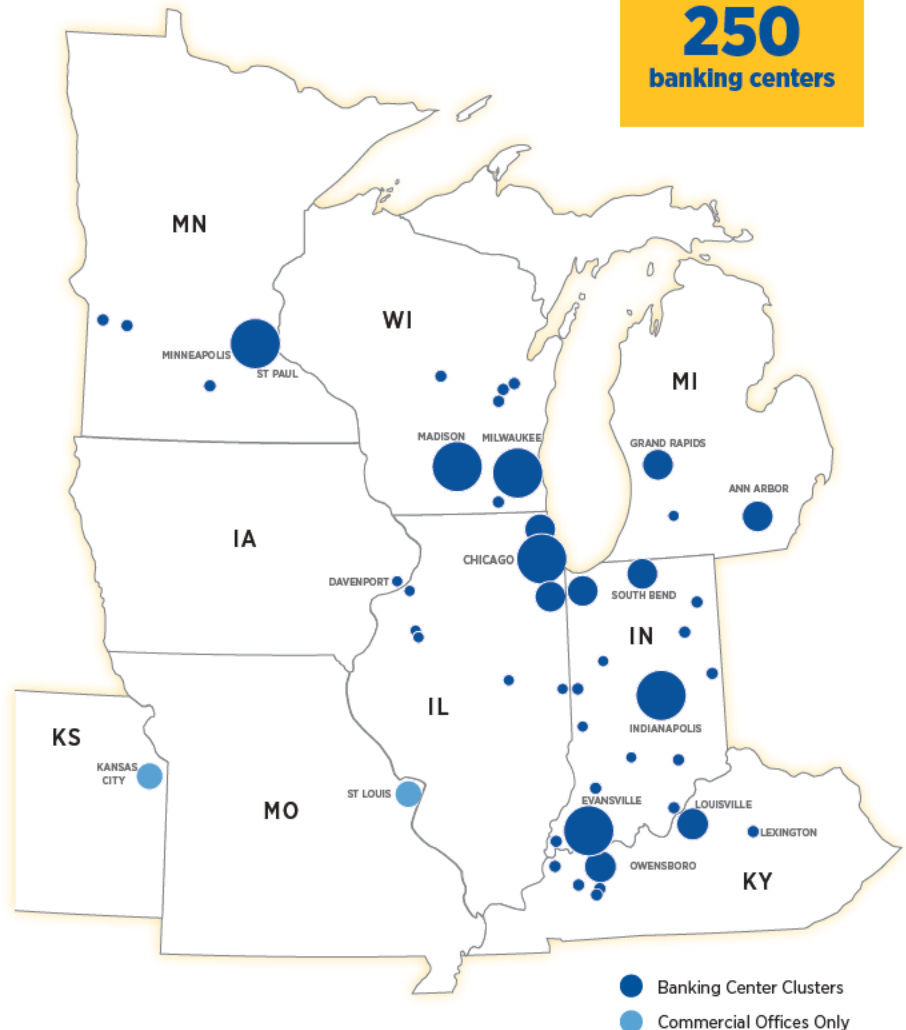 250
banking centers
MN
WI
MINNEAPOLIS
ST PAUL
MI
MADISON
MILWAUKEE
GRAND RAPIDS
ANN ARBOR
IA
CHICAGO
DAVENPORT
SOUTH BEND
IN
IL
INDIANAPOLIS
KS
KANSAS
CITY
ST LOUIS
MO
EVANSVILLE
LOUISVILLE
LEXINGTON
OWENSBORO
KY
Banking Center Clusters
Commercial Offices Only